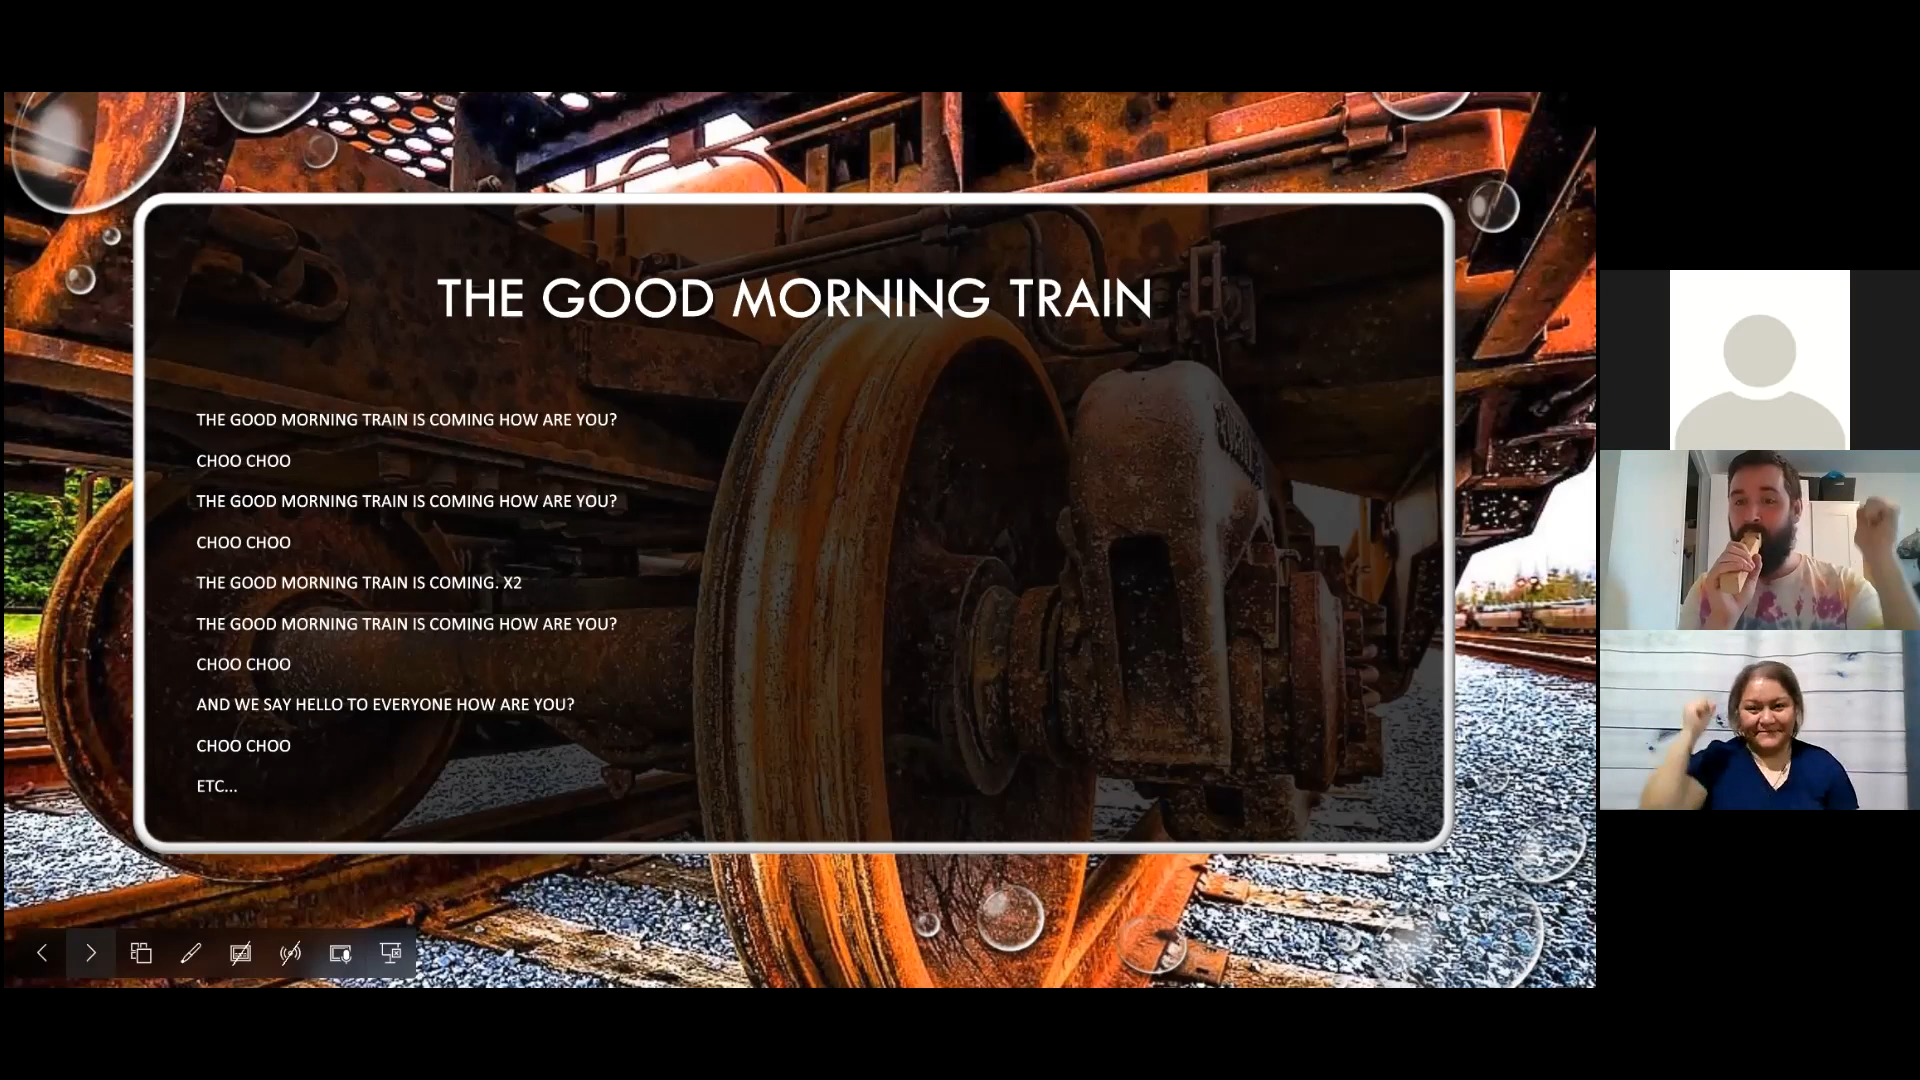 THE GOOD MORNING TRAIN
THE GOOD MORNING TRAIN IS COMING HOW ARE YOU?
CHOO CHOO
THE GOOD MORNING TRAIN IS COMING HOW ARE YOU?
CHOO CHOO
THE GOOD MORNING TRAIN IS COMING. X2
THE GOOD MORNING TRAIN IS COMING HOW ARE YOU?
CHOO CHOO
AND WE SAY HELLO TO EVERYONE HOW ARE YOU?
CHOO CHOO
ETC...